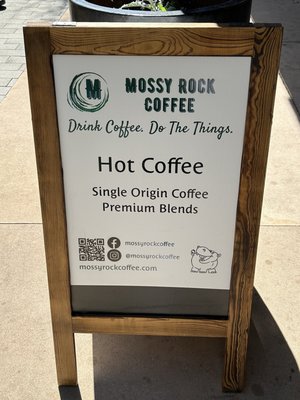 M
MOSSY ROCK
COFFEE
Drink Coffee. Do The Things.
Hot Coffee
Single Origin Coffee
Premium Blends
mossyrockcoffee
@mossyrockcoffee
mossyrockcoffee.com